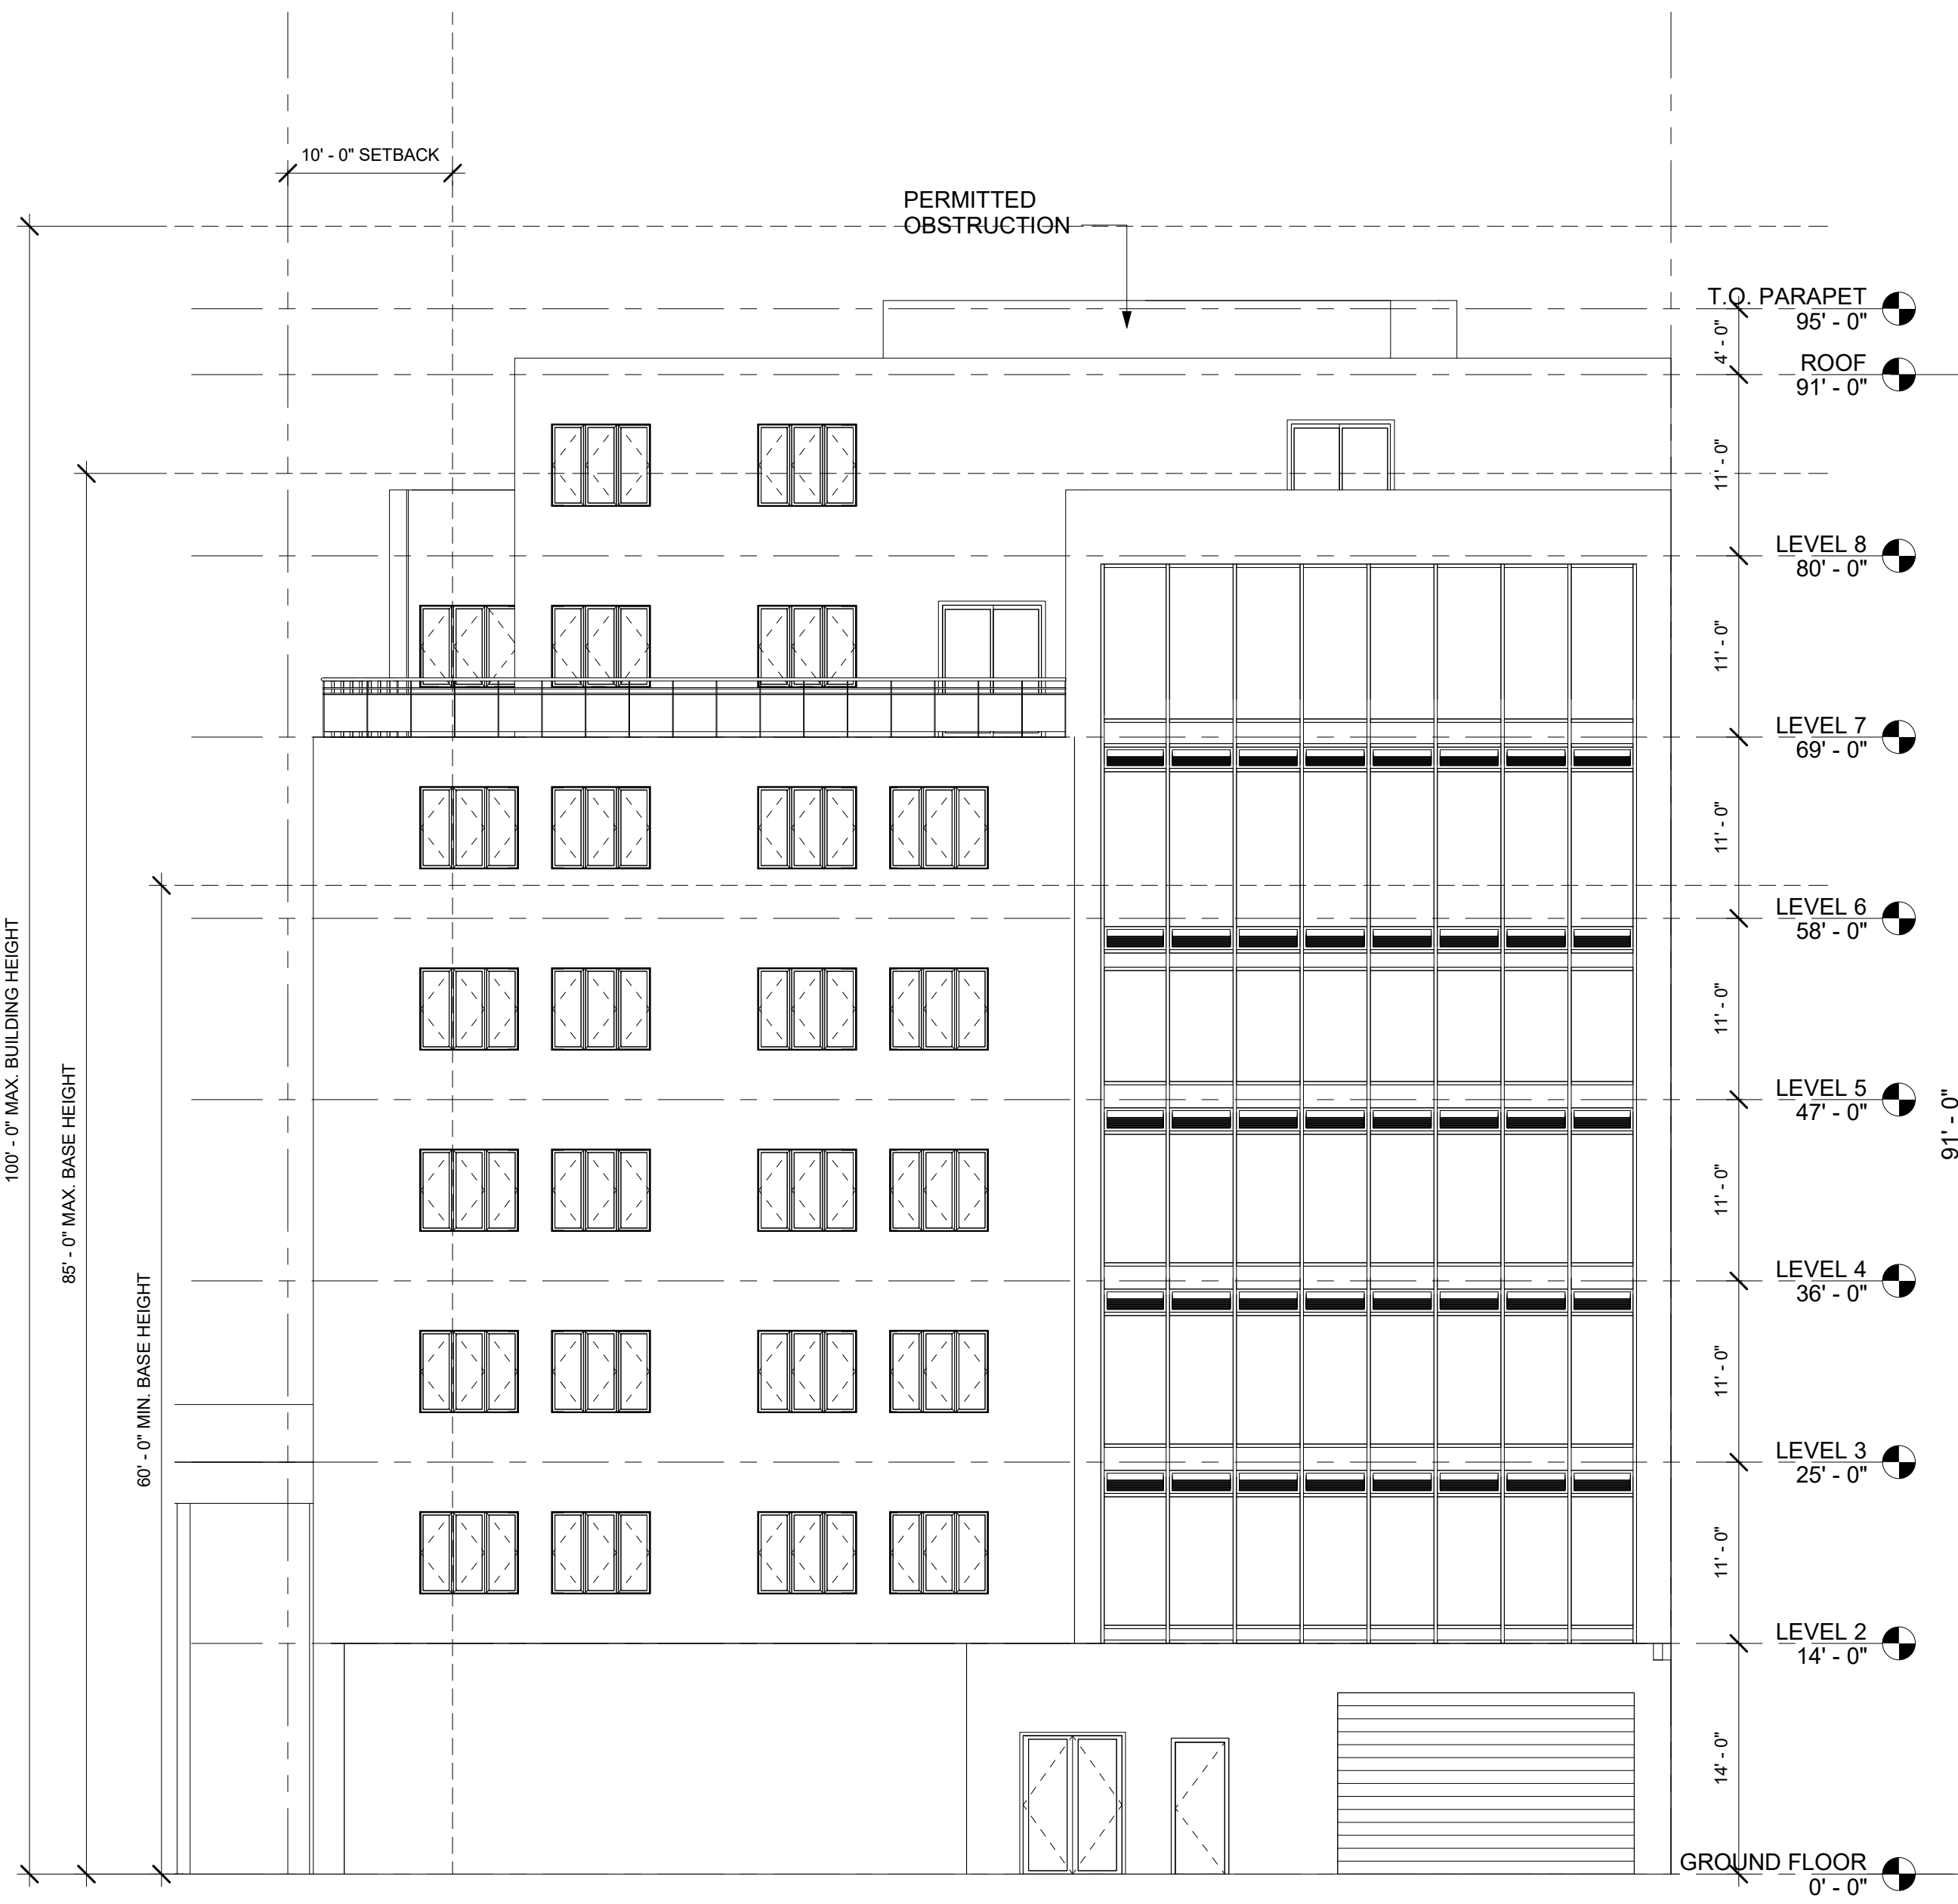 10' - 0" SETBACK
PERMITTED
OBSTRUCTION
T.O. PARAPET
95' - 0"
4' - 0"
ROOF
91' - 0"
11' - 0"
LEVEL 8
80' - 0"
11' - 0"
LEVEL 7
69' - 0"
11' - 0"
LEVEL 6
58' - 0"
11' - 0"
LEVEL 5
47' - 0"
11' - 0"
LEVEL 4
36' - 0"
11' - 0"
LEVEL 3
25' - 0"
11' - 0"
LEVEL 2
14' - 0"
14' - 0"
GROUND FLOOR
0' - 0"
91' - 0"
100' - 0" MAX. BUILDING HEIGHT
85' - 0" MAX. BASE HEIGHT
60' - 0" MIN. BASE HEIGHT